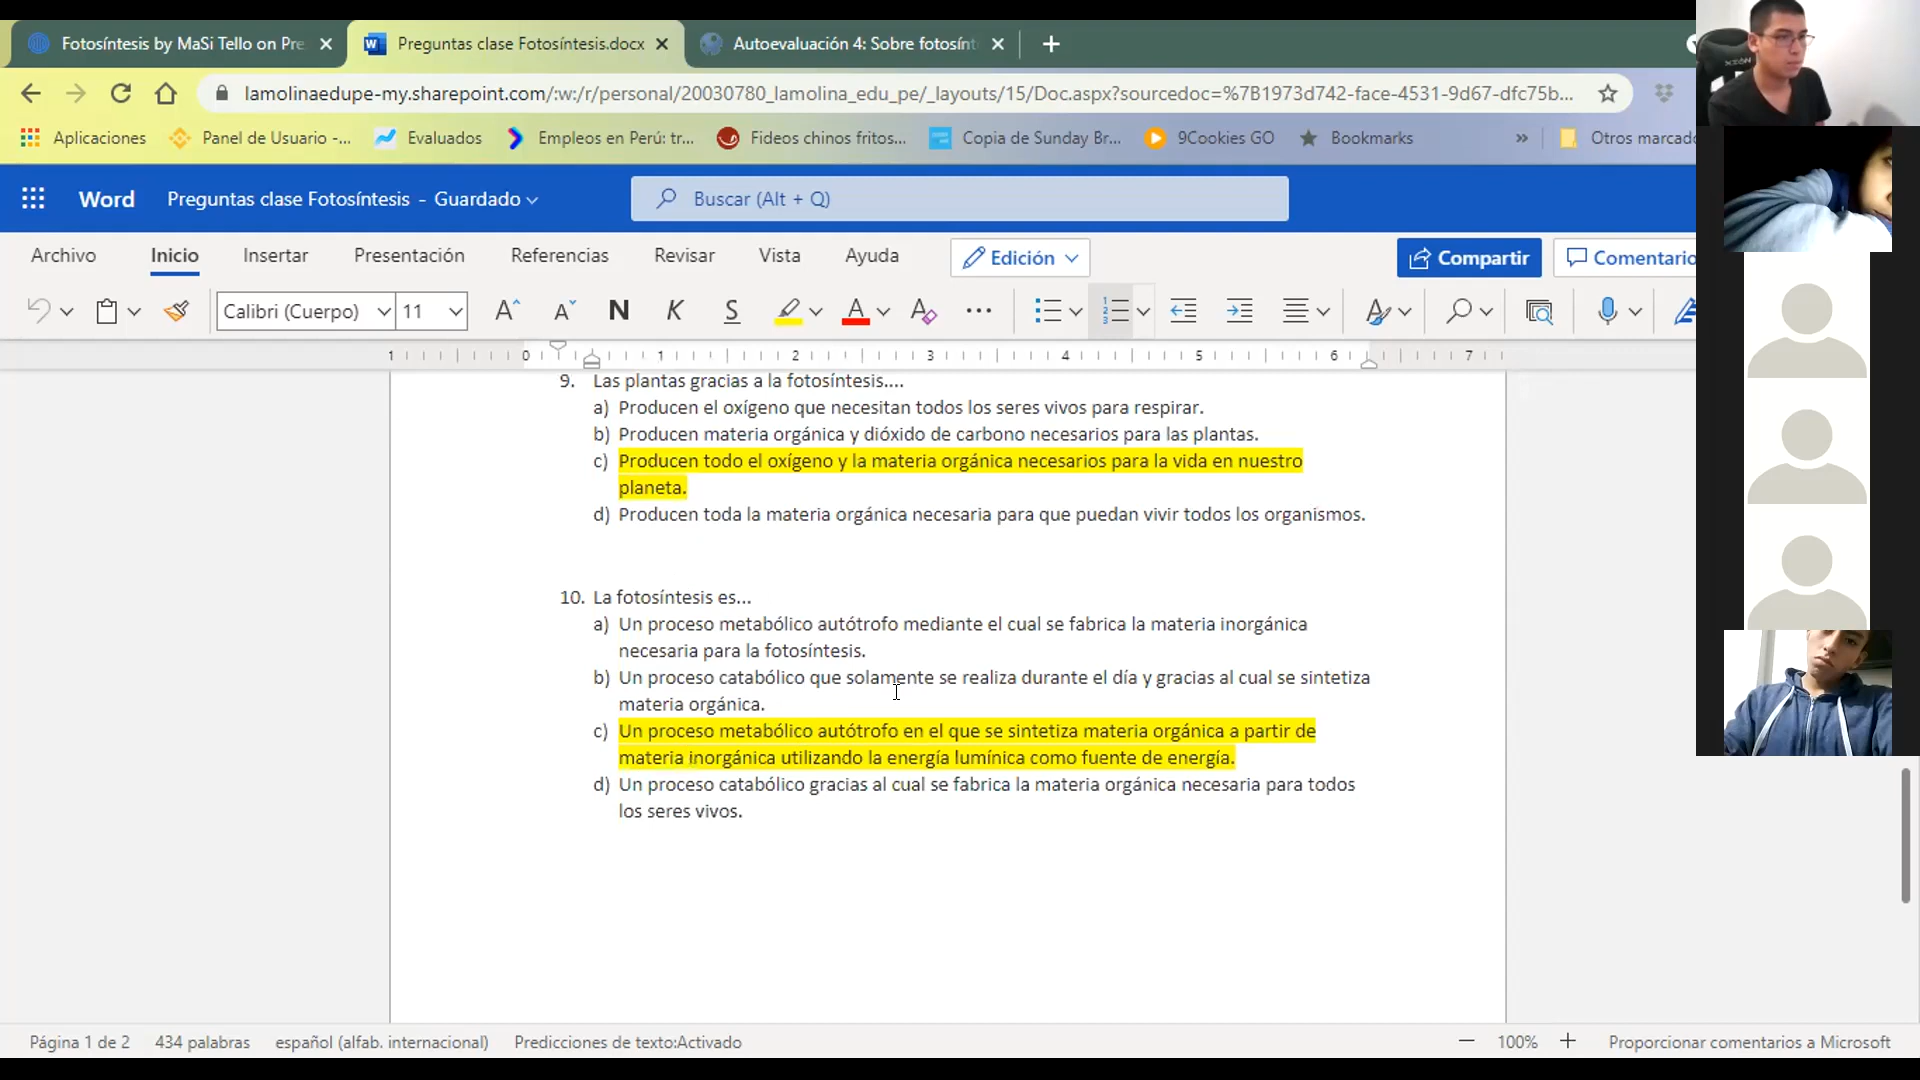 Fotosíntesis by MaSi Tello on Pre
Preguntas clase Fotosíntesis.docx
Autoevaluación 4: Sobre fotosínt
lamolinaedupe-my.sharepoint.com/:w:/r/personal/20030780_lamolina_edu_pe/_layouts/15/Doc.aspx?sourcedoc=%7B1973d742-face-4531-9d67-dfc75b...
Aplicaciones
Panel de Usuario -...
Evaluados
Empleos en Perú: tr...
Fideos chinos fritos...
Copia de Sunday Br...
9Cookies GO
Bookmarks
»
Otros marcado
Word
Preguntas clase Fotosíntesis - Guardado
Buscar (Alt + Q)
Archivo
Inicio
Insertar
Presentación
Referencias
Revisar
Vista
Ayuda
Edición
Compartir
Comentario
Calibri (Cuerpo)
11
N K S
1 0 1 2 3 4 5 6 7
9. Las plantas gracias a la fotosíntesis....
a) Producen el oxígeno que necesitan todos los seres vivos para respirar.
b) Producen materia orgánica y dióxido de carbono necesarios para las plantas.
c) Producen todo el oxígeno y la materia orgánica necesarios para la vida en nuestro
planeta.
d) Producen toda la materia orgánica necesaria para que puedan vivir todos los organismos.
10. La fotosíntesis es...
a) Un proceso metabólico autótrofo mediante el cual se fabrica la materia inorgánica
necesaria para la fotosíntesis.
b) Un proceso catabólico que solamente se realiza durante el día y gracias al cual se sintetiza
materia orgánica.
c) Un proceso metabólico autótrofo en el que se sintetiza materia orgánica a partir de
materia inorgánica utilizando la energía lumínica como fuente de energía.
d) Un proceso catabólico gracias al cual se fabrica la materia orgánica necesaria para todos
los seres vivos.
Página 1 de 2
434 palabras
español (alfab. internacional)
Predicciones de texto:Activado
100%
Proporcionar comentarios a Microsoft